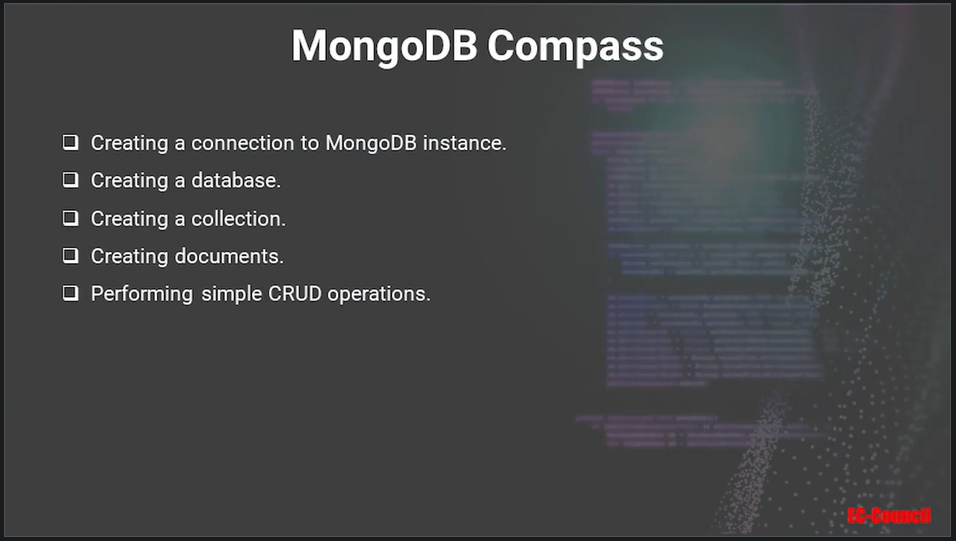 MongoDB Compass
Creating a connection to MongoDB instance.
Creating a database.
Creating a collection.
Creating documents.
Performing simple CRUD operations.
EC-Council